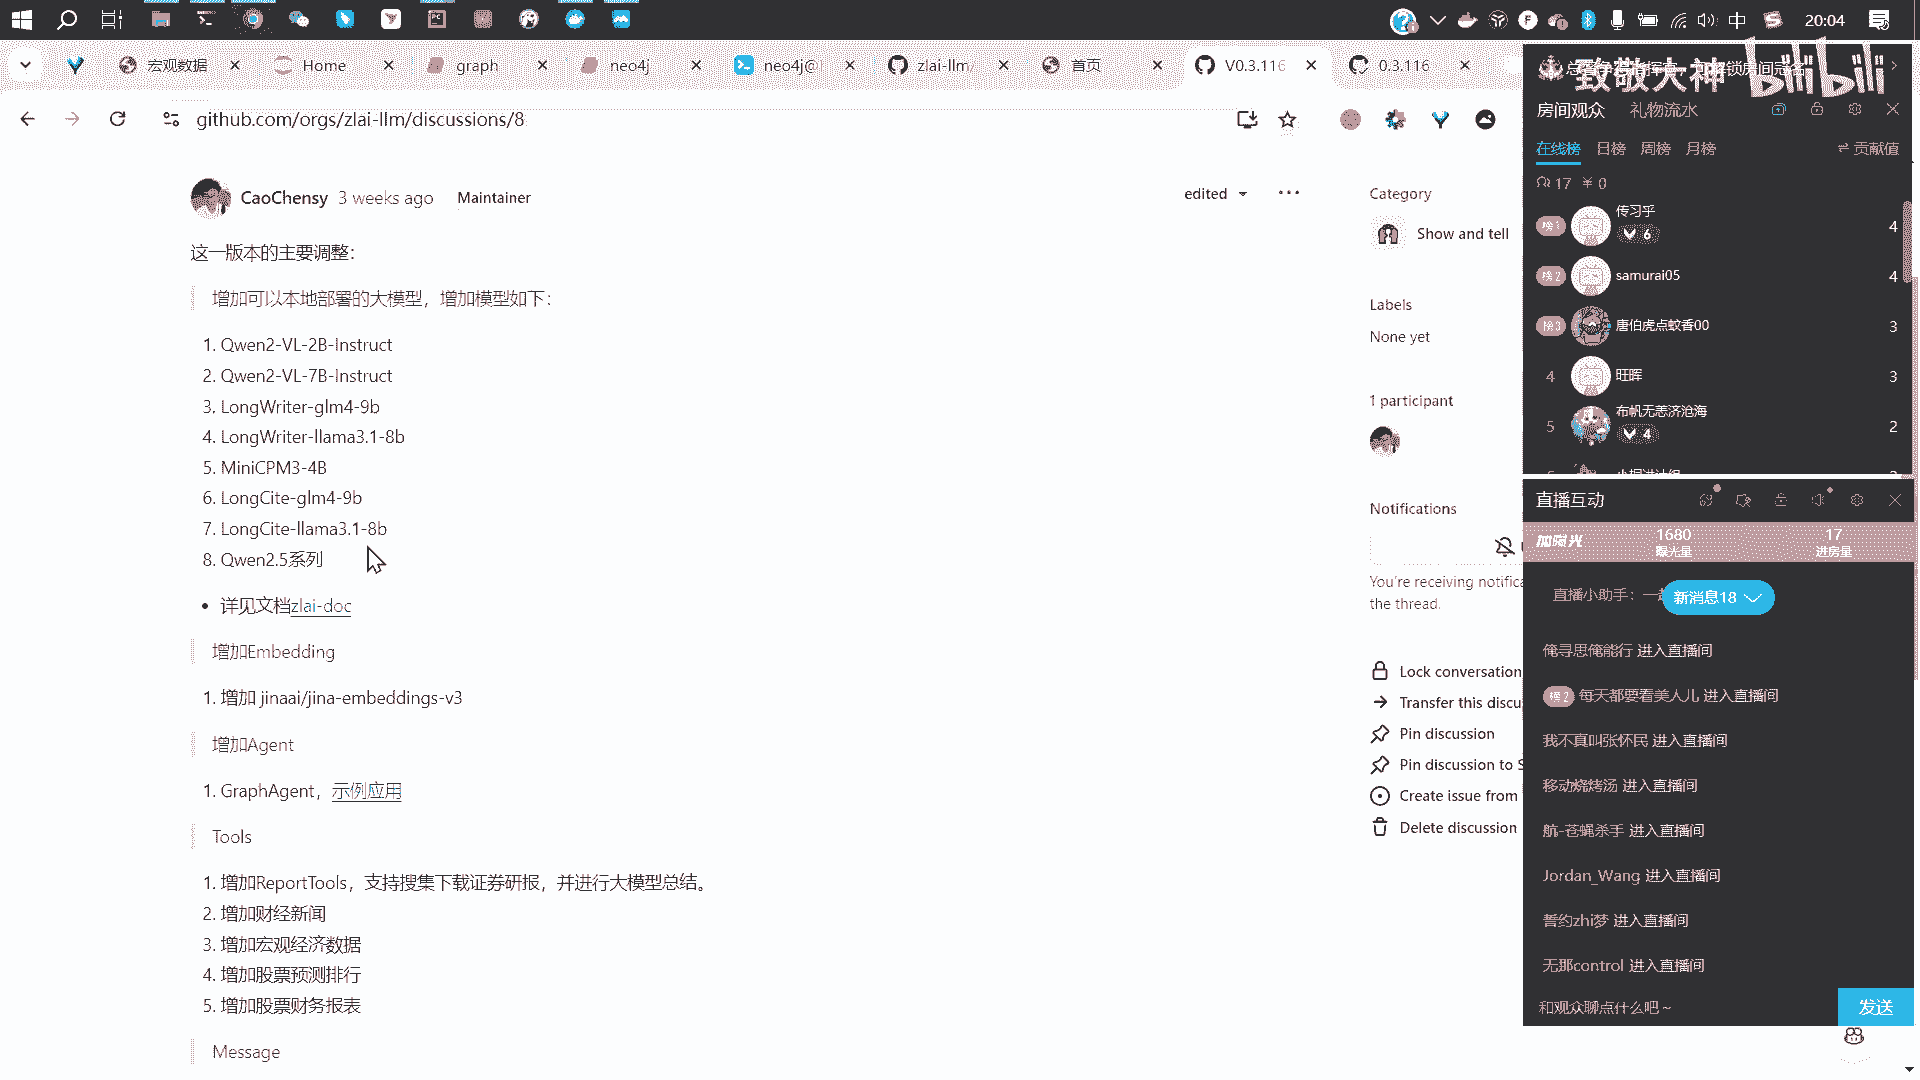 中
20:04
宏观数据
Home
graph
neo4j
neo4j@
zlai-llm/
首页
V0.3.116
0.3.116
github.com/orgs/zlai-llm/discussions/8
CaoChensy 3 weeks ago Maintainer
edited
这一版本的主要调整：
增加可以本地部署的大模型，增加模型如下：
1. Qwen2-VL-2B-Instruct
2. Qwen2-VL-7B-Instruct
3. LongWriter-glm4-9b
4. LongWriter-llama3.1-8b
5. MiniCPM3-4B
6. LongCite-glm4-9b
7. LongCite-llama3.1-8b
8. Qwen2.5系列
• 详见文档zlai-doc
增加Embedding
1. 增加 jinaai/jina-embeddings-v3
增加Agent
1. GraphAgent，示例应用
Tools
1. 增加ReportTools，支持搜集下载证券研报，并进行大模型总结。
2. 增加财经新闻
3. 增加宏观经济数据
4. 增加股票预测排行
5. 增加股票财务报表
Message
Category
Show and tell
Labels
None yet
1 participant
Notifications
You're receiving notifica
the thread.
Lock conversation
Transfer this discu
Pin discussion
Pin discussion to S
Create issue from
Delete discussion
致敬大神
bilibili
房间观众 礼物流水
在线榜 日榜 周榜 月榜
贡献值
17 ¥ 0
榜1 传习乎 6 4
榜2 samurai05 4
榜3 唐伯虎点蚊香00 3
4 旺晖 3
5 布帆无恙济沧海 4 2
直播互动
加曝光
1680 曝光量
17 进房量
直播小助手：一起
新消息18
俺寻思俺能行 进入直播间
榜2 每天都要看美人儿 进入直播间
我不真叫张怀民 进入直播间
移动烧烤汤 进入直播间
航-苍蝇杀手 进入直播间
Jordan_Wang 进入直播间
誓约zhi梦 进入直播间
无那control 进入直播间
和观众聊点什么吧～
发送